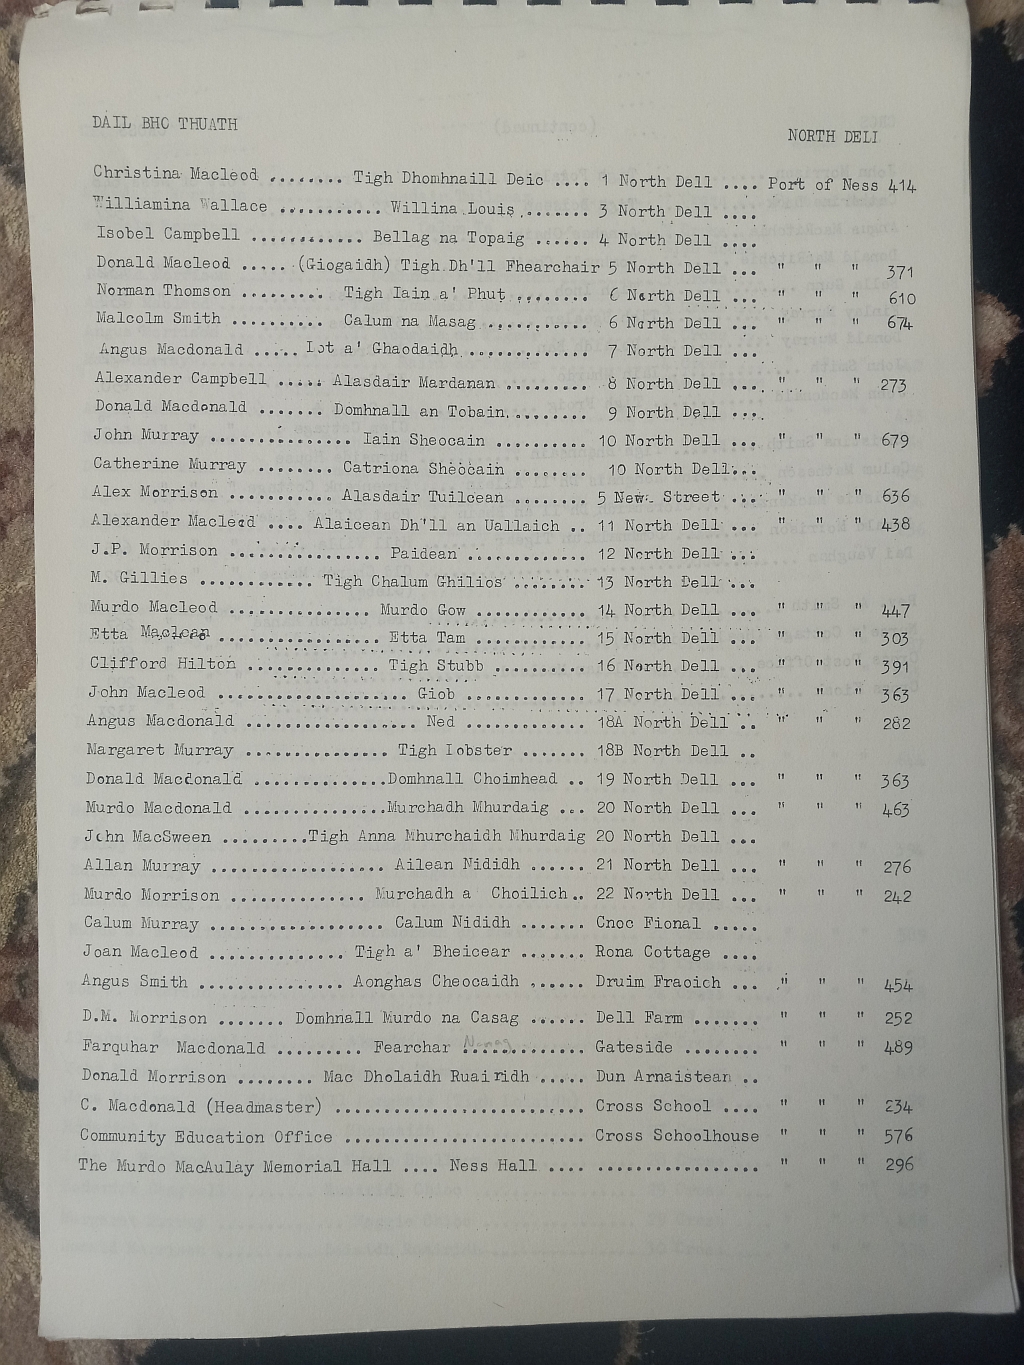 DAIL BHO THUATH
NORTH DELL
Christina Macleod ........ Tigh Dhomhnaill Deic .... 1 North Dell .... Port of Ness 414
Williamina Wallace ........... Willina Louis ........ 3 North Dell ....
Isobel Campbell ............ Bellag na Topaig ...... 4 North Dell ....
Donald Macleod ..... (Giogaidh) Tigh Dh'll Fhearchair 5 North Dell ... " " " 371
Norman Thomson ......... Tigh Iain a' Phut ........ 6 North Dell ... " " " 610
Malcolm Smith .......... Calum na Masag ........... 6 North Dell ... " " " 674
Angus Macdonald ..... Lot a' Ghaodaidh ............ 7 North Dell ...
Alexander Campbell ..... Alasdair Mardanan ......... 8 North Dell .... " " " 273
Donald Macdonald ....... Domhnall an Tobain......... 9 North Dell ....
John Murray .............. Iain Sheocain ......... 10 North Dell ... " " " 679
Catherine Murray ........ Catriona Sheocain ....... 10 North Dell...
Alex Morrison ........... Alasdair Tuilcean ........ 5 New Street .... " " " 636
Alexander Macleod .... Alaicean Dh'll an Uallaich .. 11 North Dell ... " " " 438
J.P. Morrison ............... Paidean ............ 12 North Dell ...
M. Gillies ............ Tigh Chalum Ghilios ........ 13 North Dell ...
Murdo Macleod .............. Murdo Gow ............ 14 North Dell ... " " " 447
Etta Maclean ................ Etta Tam ............ 15 North Dell ... " " " 303
Clifford Hilton ............. Tigh Stubb .......... 16 North Dell ... " " " 391
John Macleod ................... Giob ............ 17 North Dell ... " " " 363
Angus Macdonald ................. Ned ............ 18A North Dell .. " " " 282
Margaret Murray .............. Tigh Lobster ....... 18B North Dell ..
Donald Macdonald .............Domhnall Choimhead .. 19 North Dell ... " " " 363
Murdo Macdonald ..............Murchadh Mhurdaig ... 20 North Dell ... " " " 463
John MacSween .........Tigh Anna Mhurchaidh Mhurdaig 20 North Dell ...
Allan Murray ................. Ailean Nididh ...... 21 North Dell ... " " " 276
Murdo Morrison .............. Murchadh a Choilich.. 22 North Dell ... " " " 242
Calum Murray ................. Calum Nididh ....... Cnoc Fional .....
Joan Macleod ............. Tigh a' Bheicear ....... Rona Cottage ....
Angus Smith ............... Aonghas Cheocaidh ...... Druim Fraoich ... " " " 454
D.M. Morrison ....... Domhnall Murdo na Casag ...... Dell Farm ....... " " " 252
Farquhar Macdonald ......... Fearchar ............ Gateside ........ " " " 489
Donald Morrison ........ Mac Dholaidh Ruairidh ..... Dun Arnaistean ..
C. Macdonald (Headmaster) ......................... Cross School .... " " " 234
Community Education Office ........................ Cross Schoolhouse " " " 576
The Murdo MacAulay Memorial Hall .... Ness Hall .... ................. " " " 296